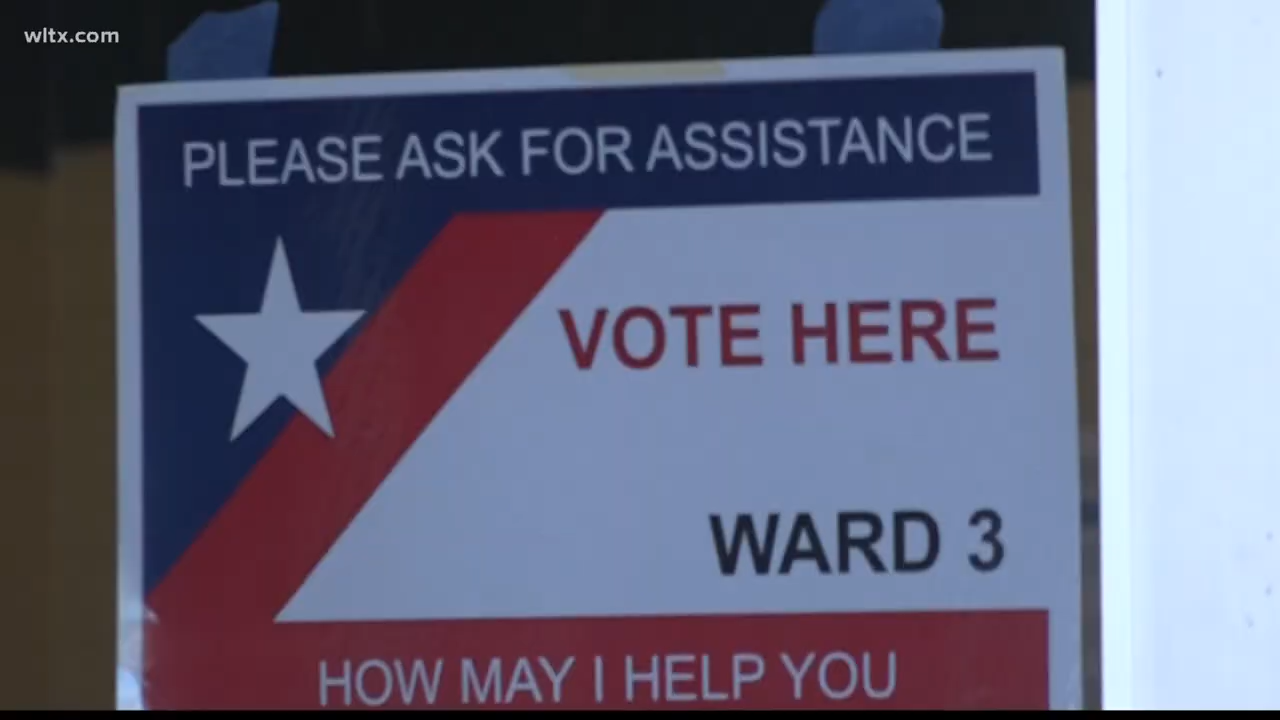 wltx.com
PLEASE ASK FOR ASSISTANCE
VOTE HERE
WARD 3
HOW MAY I HELP YOU